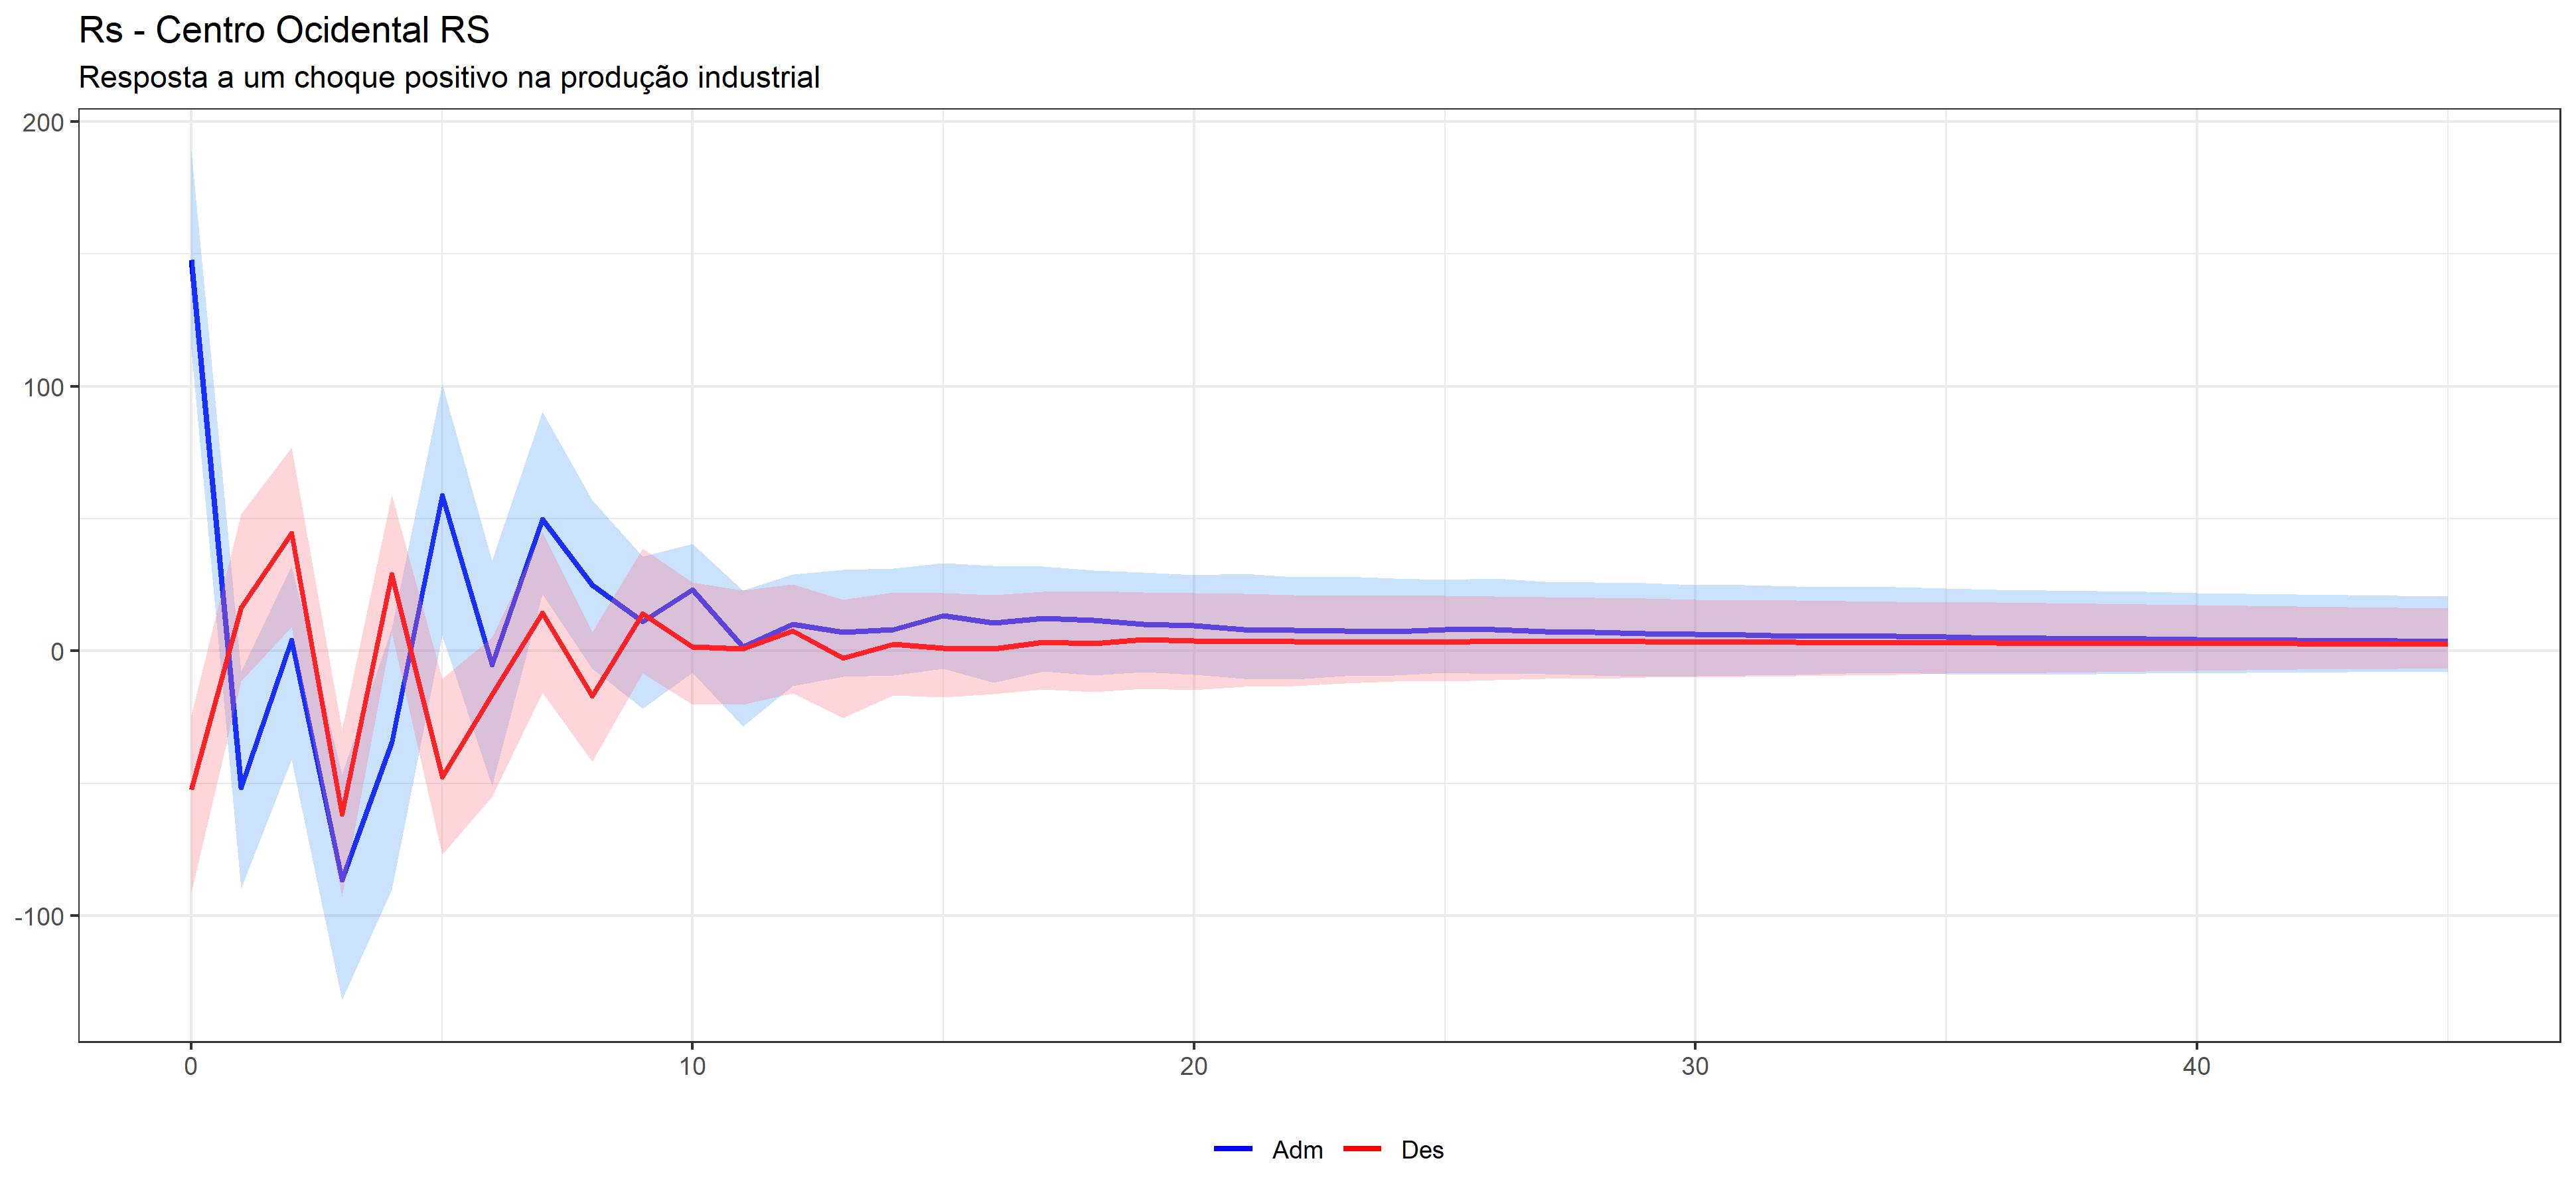 Rs - Centro Ocidental RS
Resposta a um choque positivo na produção industrial
200
100
0
-100
0 10 20 30 40
Adm Des